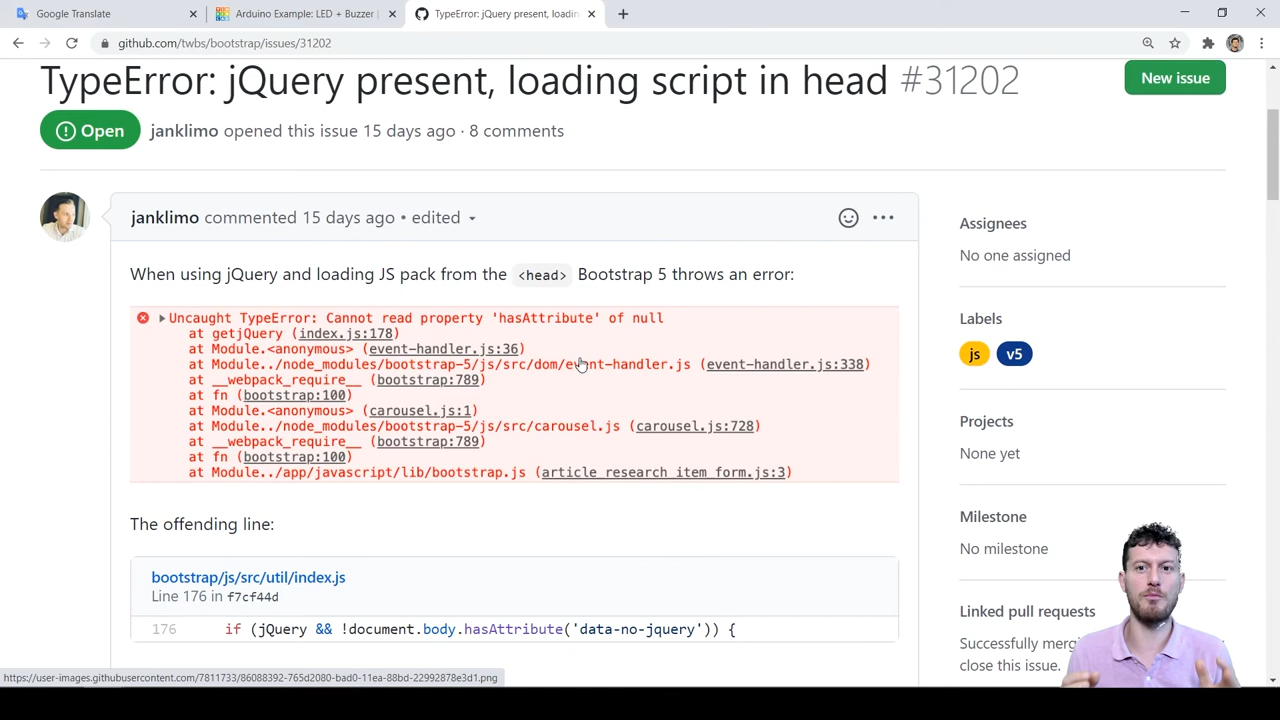 Google Translate
Arduino Example: LED + Buzzer |
TypeError: jQuery present, loadin
github.com/twbs/bootstrap/issues/31202
TypeError: jQuery present, loading script in head #31202
New issue
Open
janklimo opened this issue 15 days ago · 8 comments
janklimo commented 15 days ago • edited
When using jQuery and loading JS pack from the <head> Bootstrap 5 throws an error:
Uncaught TypeError: Cannot read property 'hasAttribute' of null
at getjQuery (index.js:178)
at Module.<anonymous> (event-handler.js:36)
at Module../node_modules/bootstrap-5/js/src/dom/event-handler.js (event-handler.js:338)
at __webpack_require__ (bootstrap:789)
at fn (bootstrap:100)
at Module.<anonymous> (carousel.js:1)
at Module../node_modules/bootstrap-5/js/src/carousel.js (carousel.js:728)
at __webpack_require__ (bootstrap:789)
at fn (bootstrap:100)
at Module../app/javascript/lib/bootstrap.js (article_research_item_form.js:3)
The offending line:
bootstrap/js/src/util/index.js
Line 176 in f7cf44d
176 if (jQuery && !document.body.hasAttribute('data-no-jquery')) {
Assignees
No one assigned
Labels
js v5
Projects
None yet
Milestone
No milestone
Linked pull requests
Successfully merg
close this issue.
https://user-images.githubusercontent.com/7811733/86088392-765d2080-bad0-11ea-88bd-22992878e3d1.png